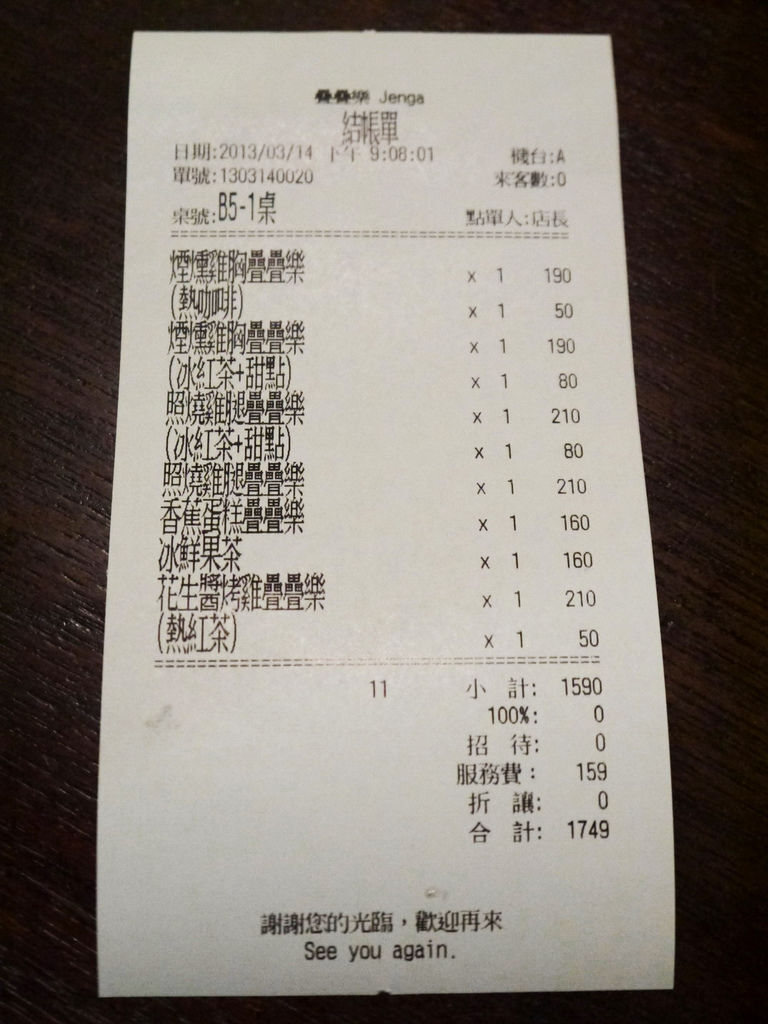 疊疊樂 Jenga
結帳單
日期:2013/03/14 下午 9:08:01 機台:A
單號:1303140020 來客數:0
桌號:B5-1桌 點單人:店長
煙燻雞胸疊疊樂 x 1 190
(熱咖啡) x 1 50
煙燻雞胸疊疊樂 x 1 190
(冰紅茶+甜點) x 1 80
照燒雞腿疊疊樂 x 1 210
(冰紅茶+甜點) x 1 80
照燒雞腿疊疊樂 x 1 210
香蕉蛋糕疊疊樂 x 1 160
冰鮮果茶 x 1 160
花生醬烤雞疊疊樂 x 1 210
(熱紅茶) x 1 50
11 小 計: 1590
100%: 0
招 待: 0
服務費: 159
折 讓: 0
合 計: 1749
謝謝您的光臨,歡迎再來
See you again.